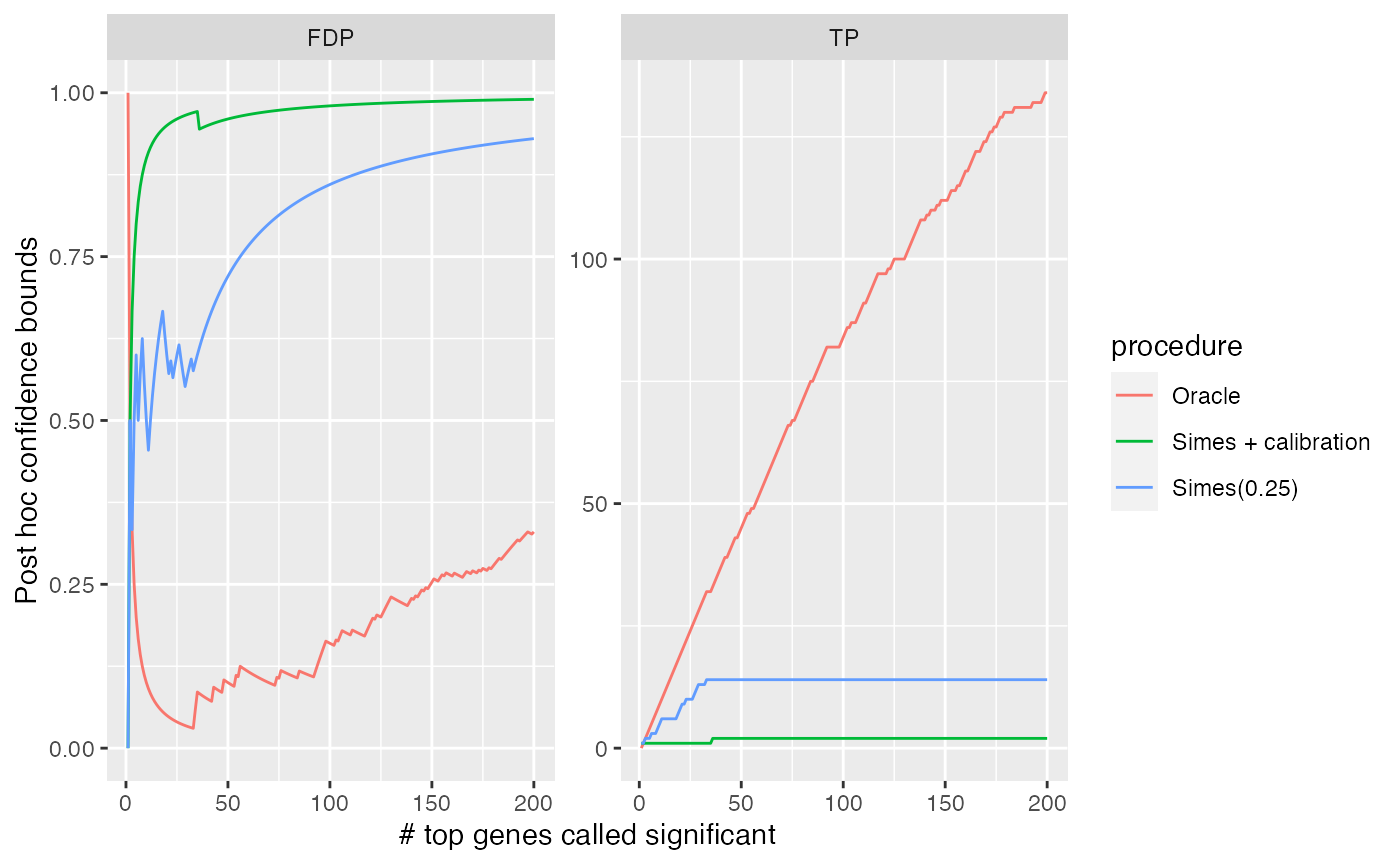 FDP
TP
Post hoc confidence bounds
1.00
0.75
0.50
0.25
0.00
0 50 100 150 200
100
50
0
0 50 100 150 200
# top genes called significant
procedure
Oracle
Simes + calibration
Simes(0.25)